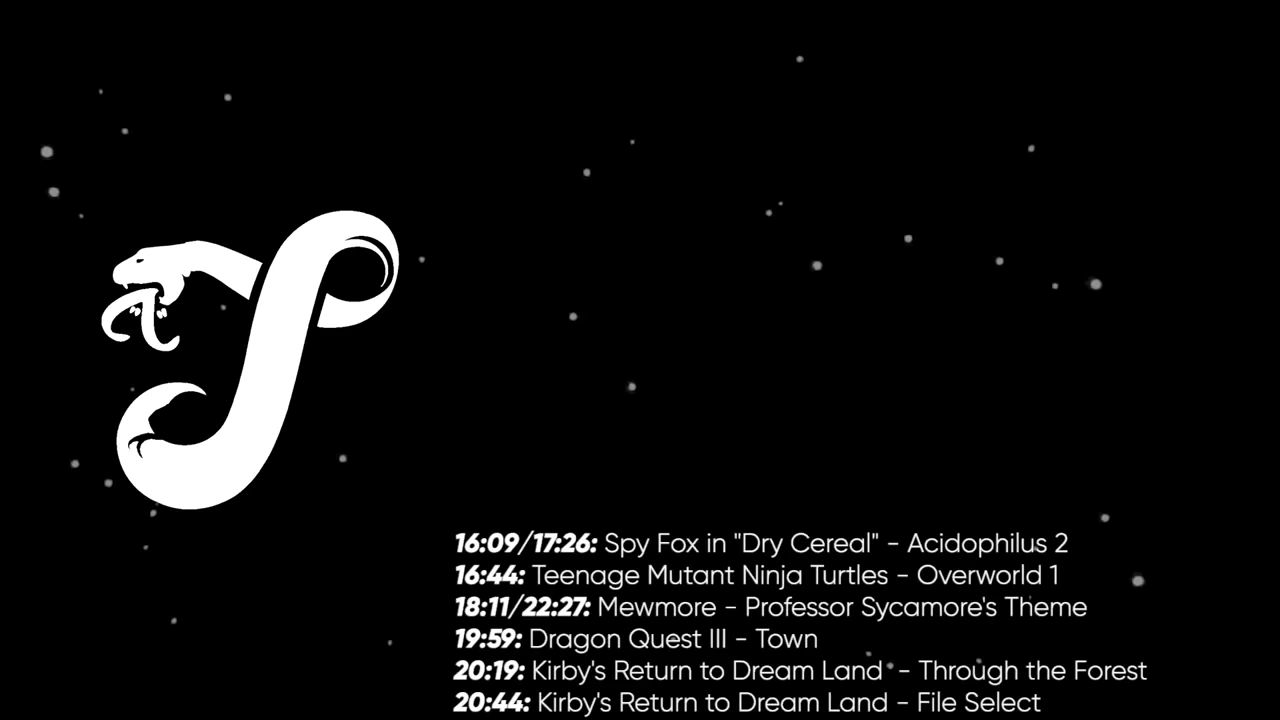 16:09/17:26: Spy Fox in "Dry Cereal" - Acidophilus 2
16:44: Teenage Mutant Ninja Turtles - Overworld 1
18:11/22:27: Mewmore - Professor Sycamore's Theme
19:59: Dragon Quest III - Town
20:19: Kirby's Return to Dream Land - Through the Forest
20:44: Kirby's Return to Dream Land - File Select